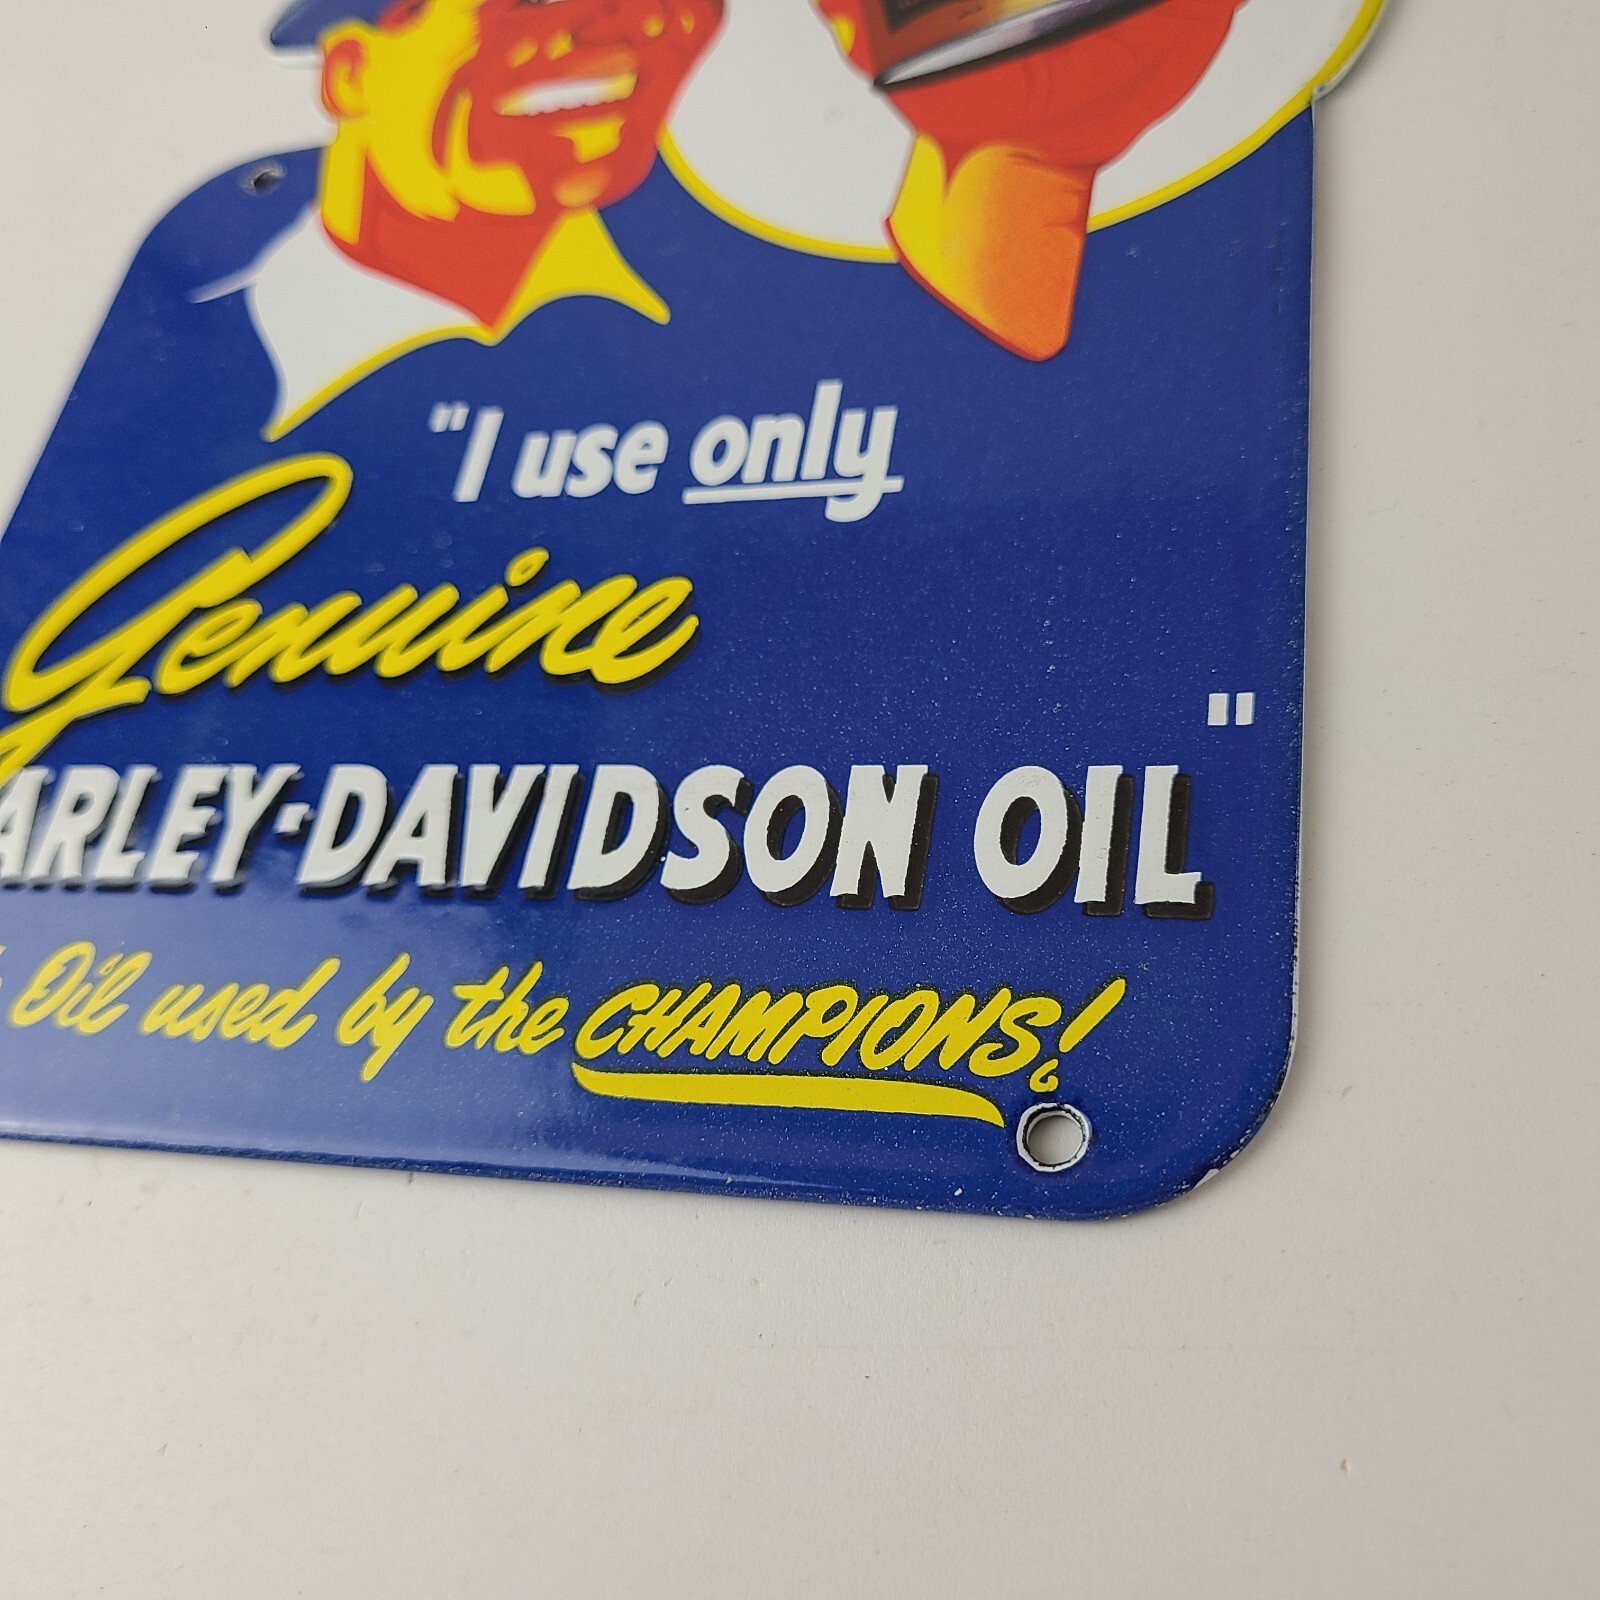 "I use only
Genuine
ARLEY-DAVIDSON OIL"
Oil used by the CHAMPIONS!